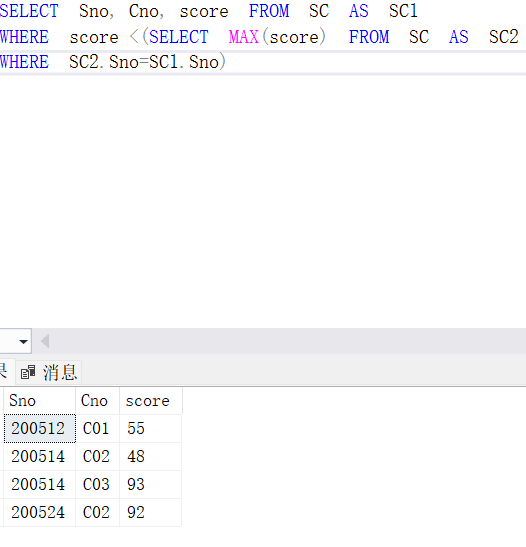 SELECT Sno, Cno, score FROM SC AS SC1
WHERE score <(SELECT MAX(score) FROM SC AS SC2
WHERE SC2.Sno=SC1.Sno)
果 消息
Sno Cno score
200512 C01 55
200514 C02 48
200514 C03 93
200524 C02 92